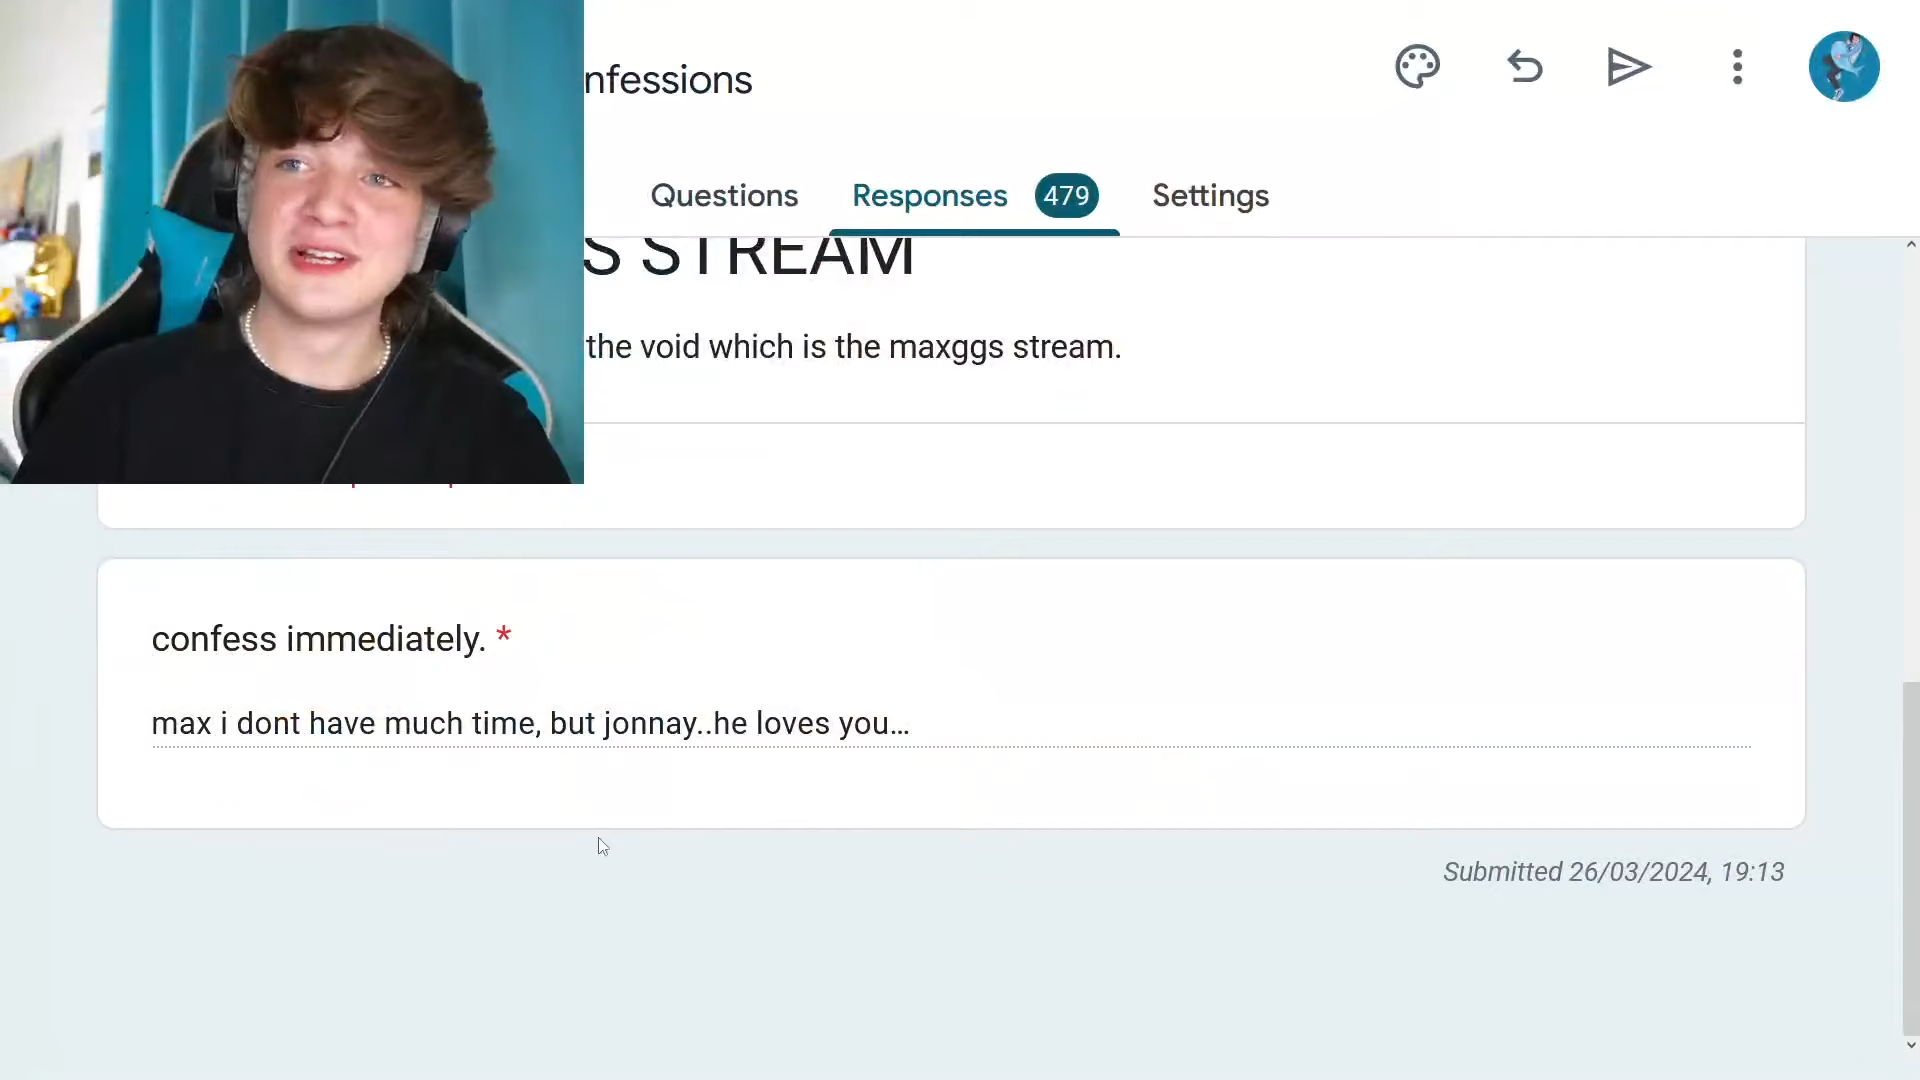 nfessions
Questions Responses 479 Settings
S STREAM
the void which is the maxggs stream.
confess immediately. *
max i dont have much time, but jonnay..he loves you...
Submitted 26/03/2024, 19:13